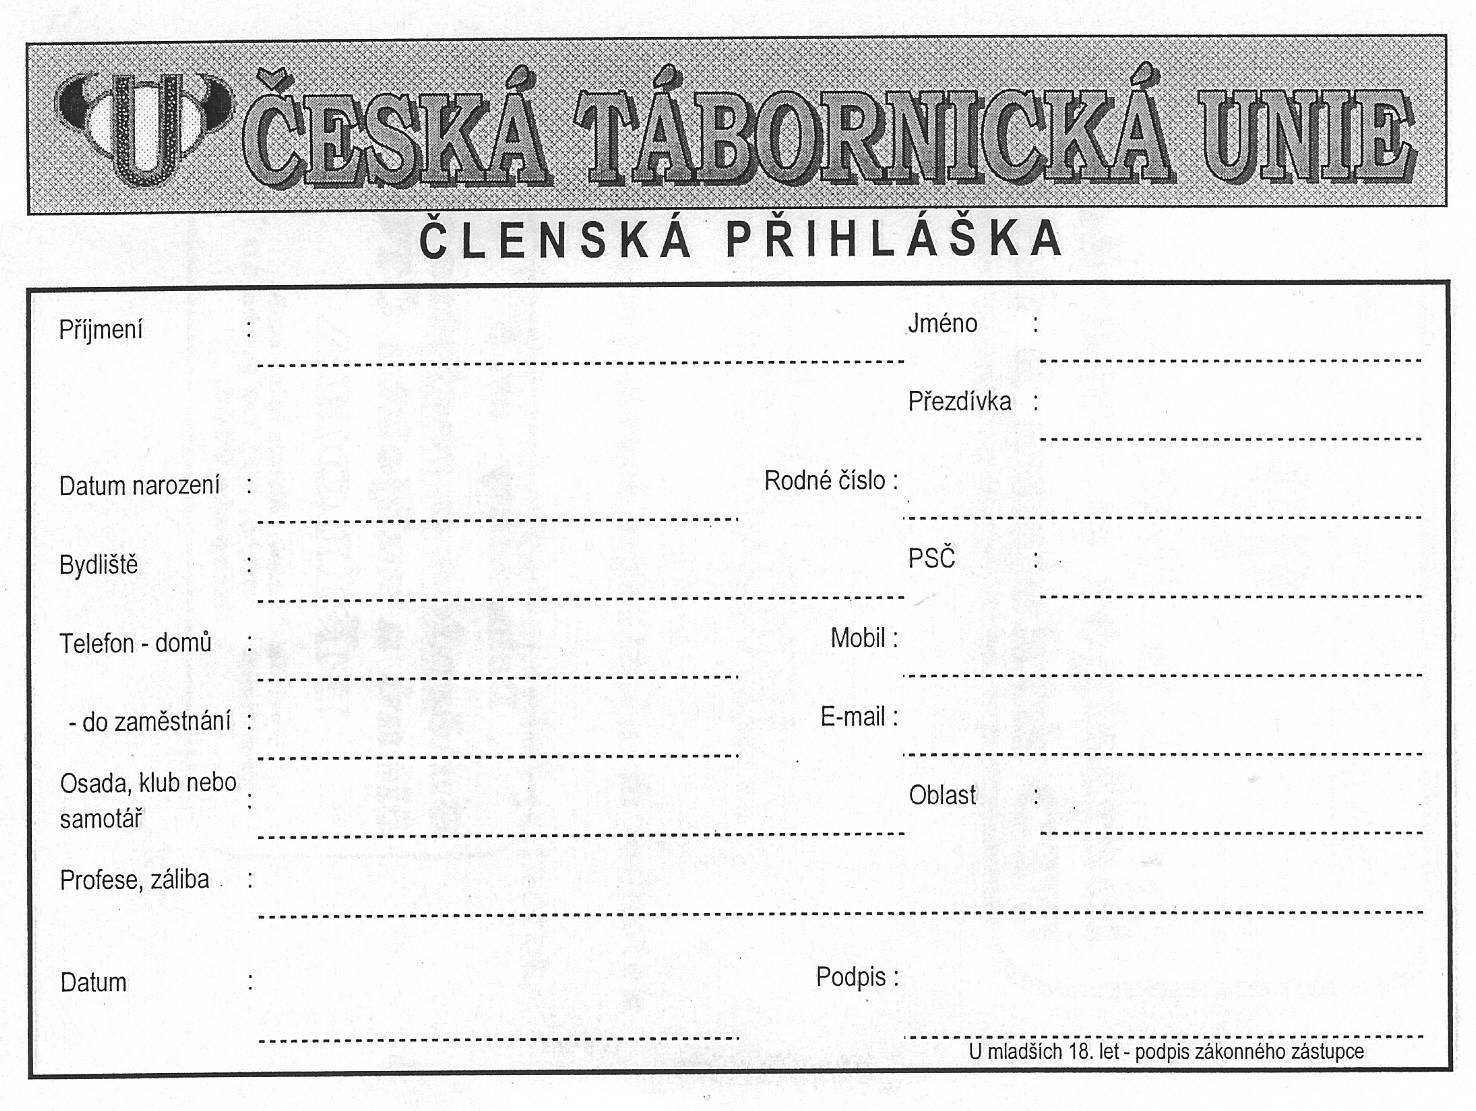 ČESKÁ TÁBORNICKÁ UNIE
ČLENSKÁ PŘIHLÁŠKA
Příjmení :
Jméno :
Přezdívka :
Datum narození :
Rodné číslo :
Bydliště :
PSČ :
Telefon - domů :
Mobil :
- do zaměstnání :
E-mail :
Osada, klub nebo
samotář :
Oblast :
Profese, záliba :
Datum :
Podpis :
U mladších 18. let - podpis zákonného zástupce